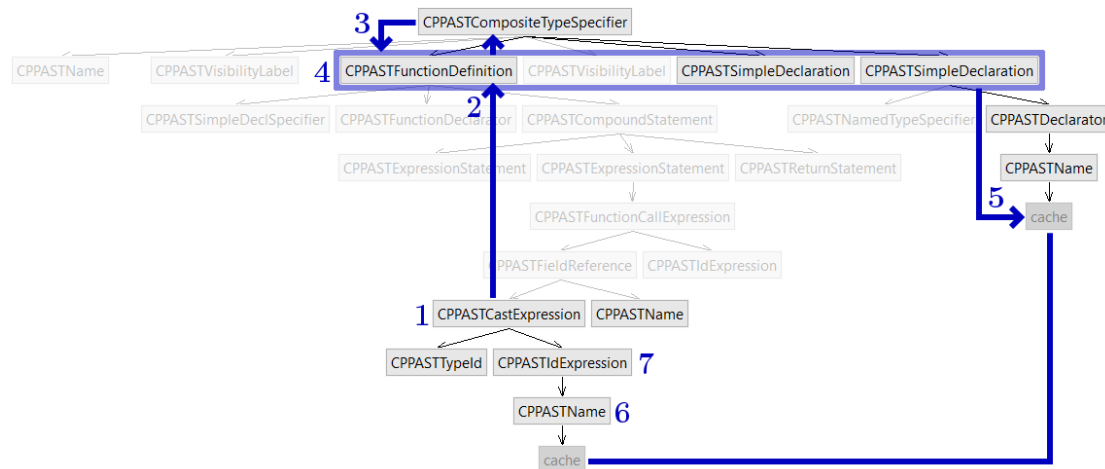 3 CPPASTCompositeTypeSpecifier
CPPASTName CPPASTVisibilityLabel 4 CPPASTFunctionDefinition CPPASTVisibilityLabel CPPASTSimpleDeclaration CPPASTSimpleDeclaration
2
CPPASTSimpleDeclSpecifier CPPASTFunctionDeclarator CPPASTCompoundStatement CPPASTNamedTypeSpecifier CPPASTDeclarator
CPPASTExpressionStatement CPPASTExpressionStatement CPPASTReturnStatement CPPASTName
5
CPPASTFunctionCallExpression cache
CPPASTFieldReference CPPASTIdExpression
1 CPPASTCastExpression CPPASTName
CPPASTTypeId CPPASTIdExpression 7
CPPASTName 6
cache